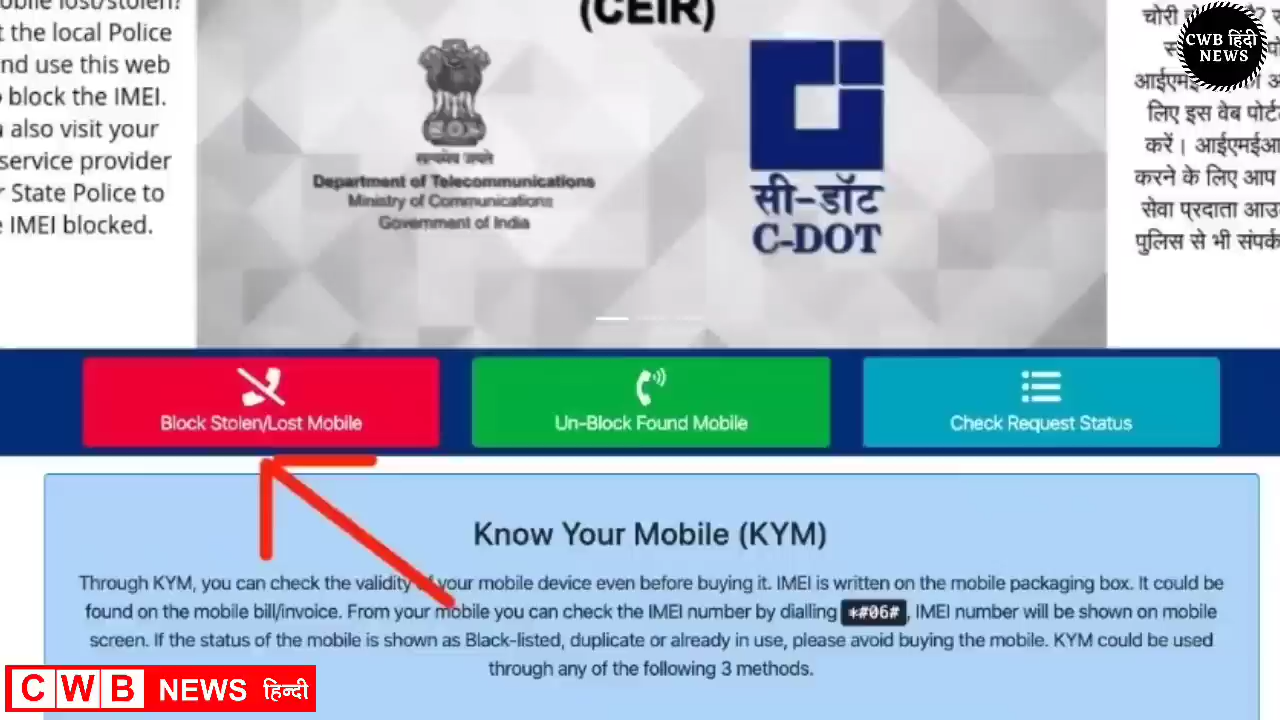 (CEIR)
mobile lost/stolen?
t the local Police
nd use this web
block the IMEI.
also visit your
service provider
State Police to
IMEI blocked.
सत्यमेव जयते
Department of Telecommunications
Ministry of Communications
Government of India
सी-डॉट
C-DOT
चोरी
लिए इस वेब
करें। आईएमईआ
करने के लिए आप
सेवा प्रदाता
पुलिस से भी संपर्क
CWB हिंदी
NEWS
Block Stolen/Lost Mobile
Un-Block Found Mobile
Check Request Status
Know Your Mobile (KYM)
Through KYM, you can check the validity of your mobile device even before buying it. IMEI is written on the mobile packaging box. It could be
found on the mobile bill/invoice. From your mobile you can check the IMEI number by dialling *#06#, IMEI number will be shown on mobile
screen. If the status of the mobile is shown as Black-listed, duplicate or already in use, please avoid buying the mobile. KYM could be used
through any of the following 3 methods.
CWB NEWS हिन्दी